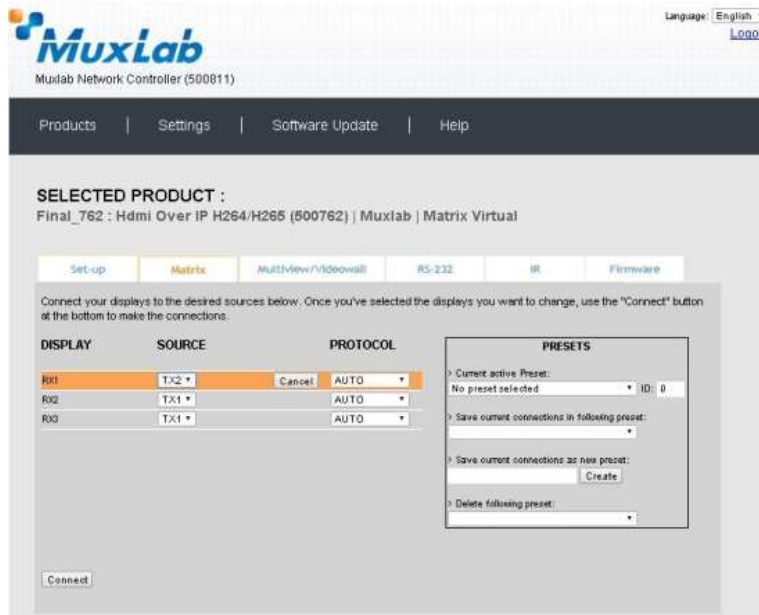 Language: English
Logo
MuxLab
Muxlab Network Controller (500811)
Products | Settings | Software Update | Help
SELECTED PRODUCT :
Final_762 : Hdmi Over IP H264/H265 (500762) | Muxlab | Matrix Virtual
Set-up Matrix Multiview/Videowall RS-232 IR Firmware
Connect your displays to the desired sources below. Once you've selected the displays you want to change, use the "Connect" button
at the bottom to make the connections.
DISPLAY SOURCE PROTOCOL
RX1 TX2 Cancel AUTO
RX2 TX1 AUTO
RX3 TX1 AUTO
PRESETS
> Current active Preset:
No preset selected ID: 0
> Save current connections in following preset:
> Save current connections as new preset:
Create
> Delete following preset:
Connect